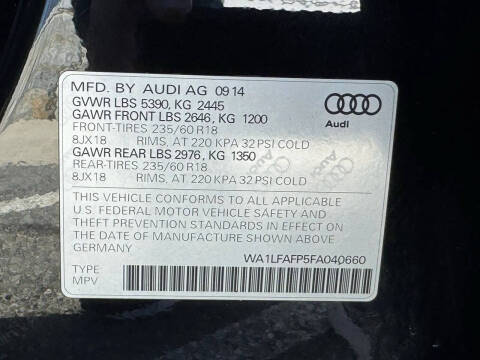 MFD. BY AUDI AG 09 14
GVWR LBS 5390, KG 2445
GAWR FRONT LBS 2646, KG 1200
FRONT-TIRES 235/60 R18
8JX18 RIMS, AT 220 KPA 32 PSI COLD
GAWR REAR LBS 2976, KG 1350
REAR-TIRES 235/60 R18
8JX18 RIMS, AT 220 KPA 32 PSI COLD
Audi
THIS VEHICLE CONFORMS TO ALL APPLICABLE
U.S. FEDERAL MOTOR VEHICLE SAFETY AND
THEFT PREVENTION STANDARDS IN EFFECT ON
THE DATE OF MANUFACTURE SHOWN ABOVE
GERMANY
WA1LFAFP5FA040660
TYPE
MPV